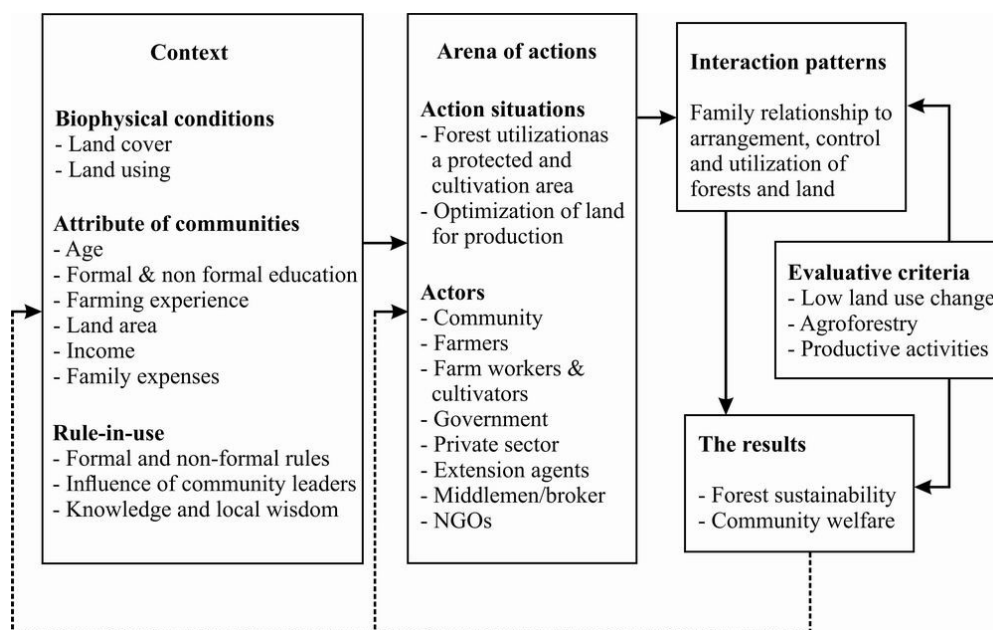 Context
Biophysical conditions
- Land cover
- Land using
Attribute of communities
- Age
- Formal & non formal education
- Farming experience
- Land area
- Income
- Family expenses
Rule-in-use
- Formal and non-formal rules
- Influence of community leaders
- Knowledge and local wisdom
Arena of actions
Action situations
- Forest utilizationas
a protected and
cultivation area
- Optimization of land
for production
Actors
- Community
- Farmers
- Farm workers &
cultivators
- Government
- Private sector
- Extension agents
- Middlemen/broker
- NGOs
Interaction patterns
Family relationship to
arrangement, control
and utilization of
forests and land
Evaluative criteria
- Low land use change
- Agroforestry
- Productive activities
The results
- Forest sustainability
- Community welfare